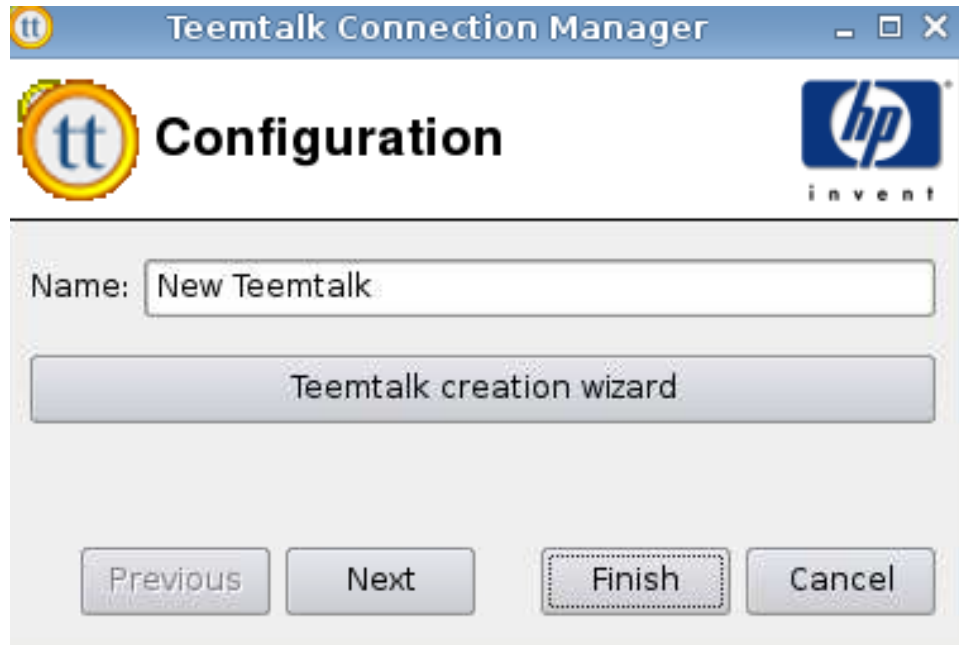 tt Teemtalk Connection Manager
tt Configuration hp
invent
Name: New Teemtalk
Teemtalk creation wizard
Previous Next Finish Cancel